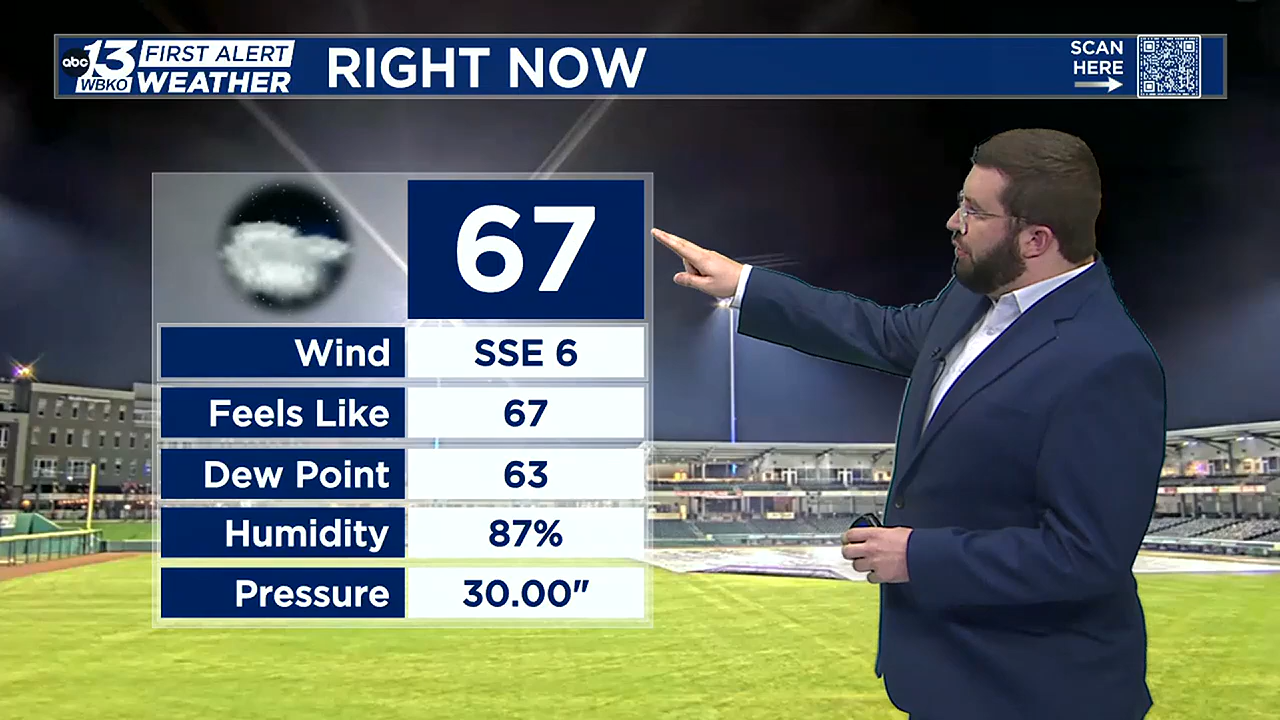 abc 13 WBKO
FIRST ALERT
WEATHER
RIGHT NOW
SCAN
HERE
67
Wind SSE 6
Feels Like 67
Dew Point 63
Humidity 87%
Pressure 30.00"